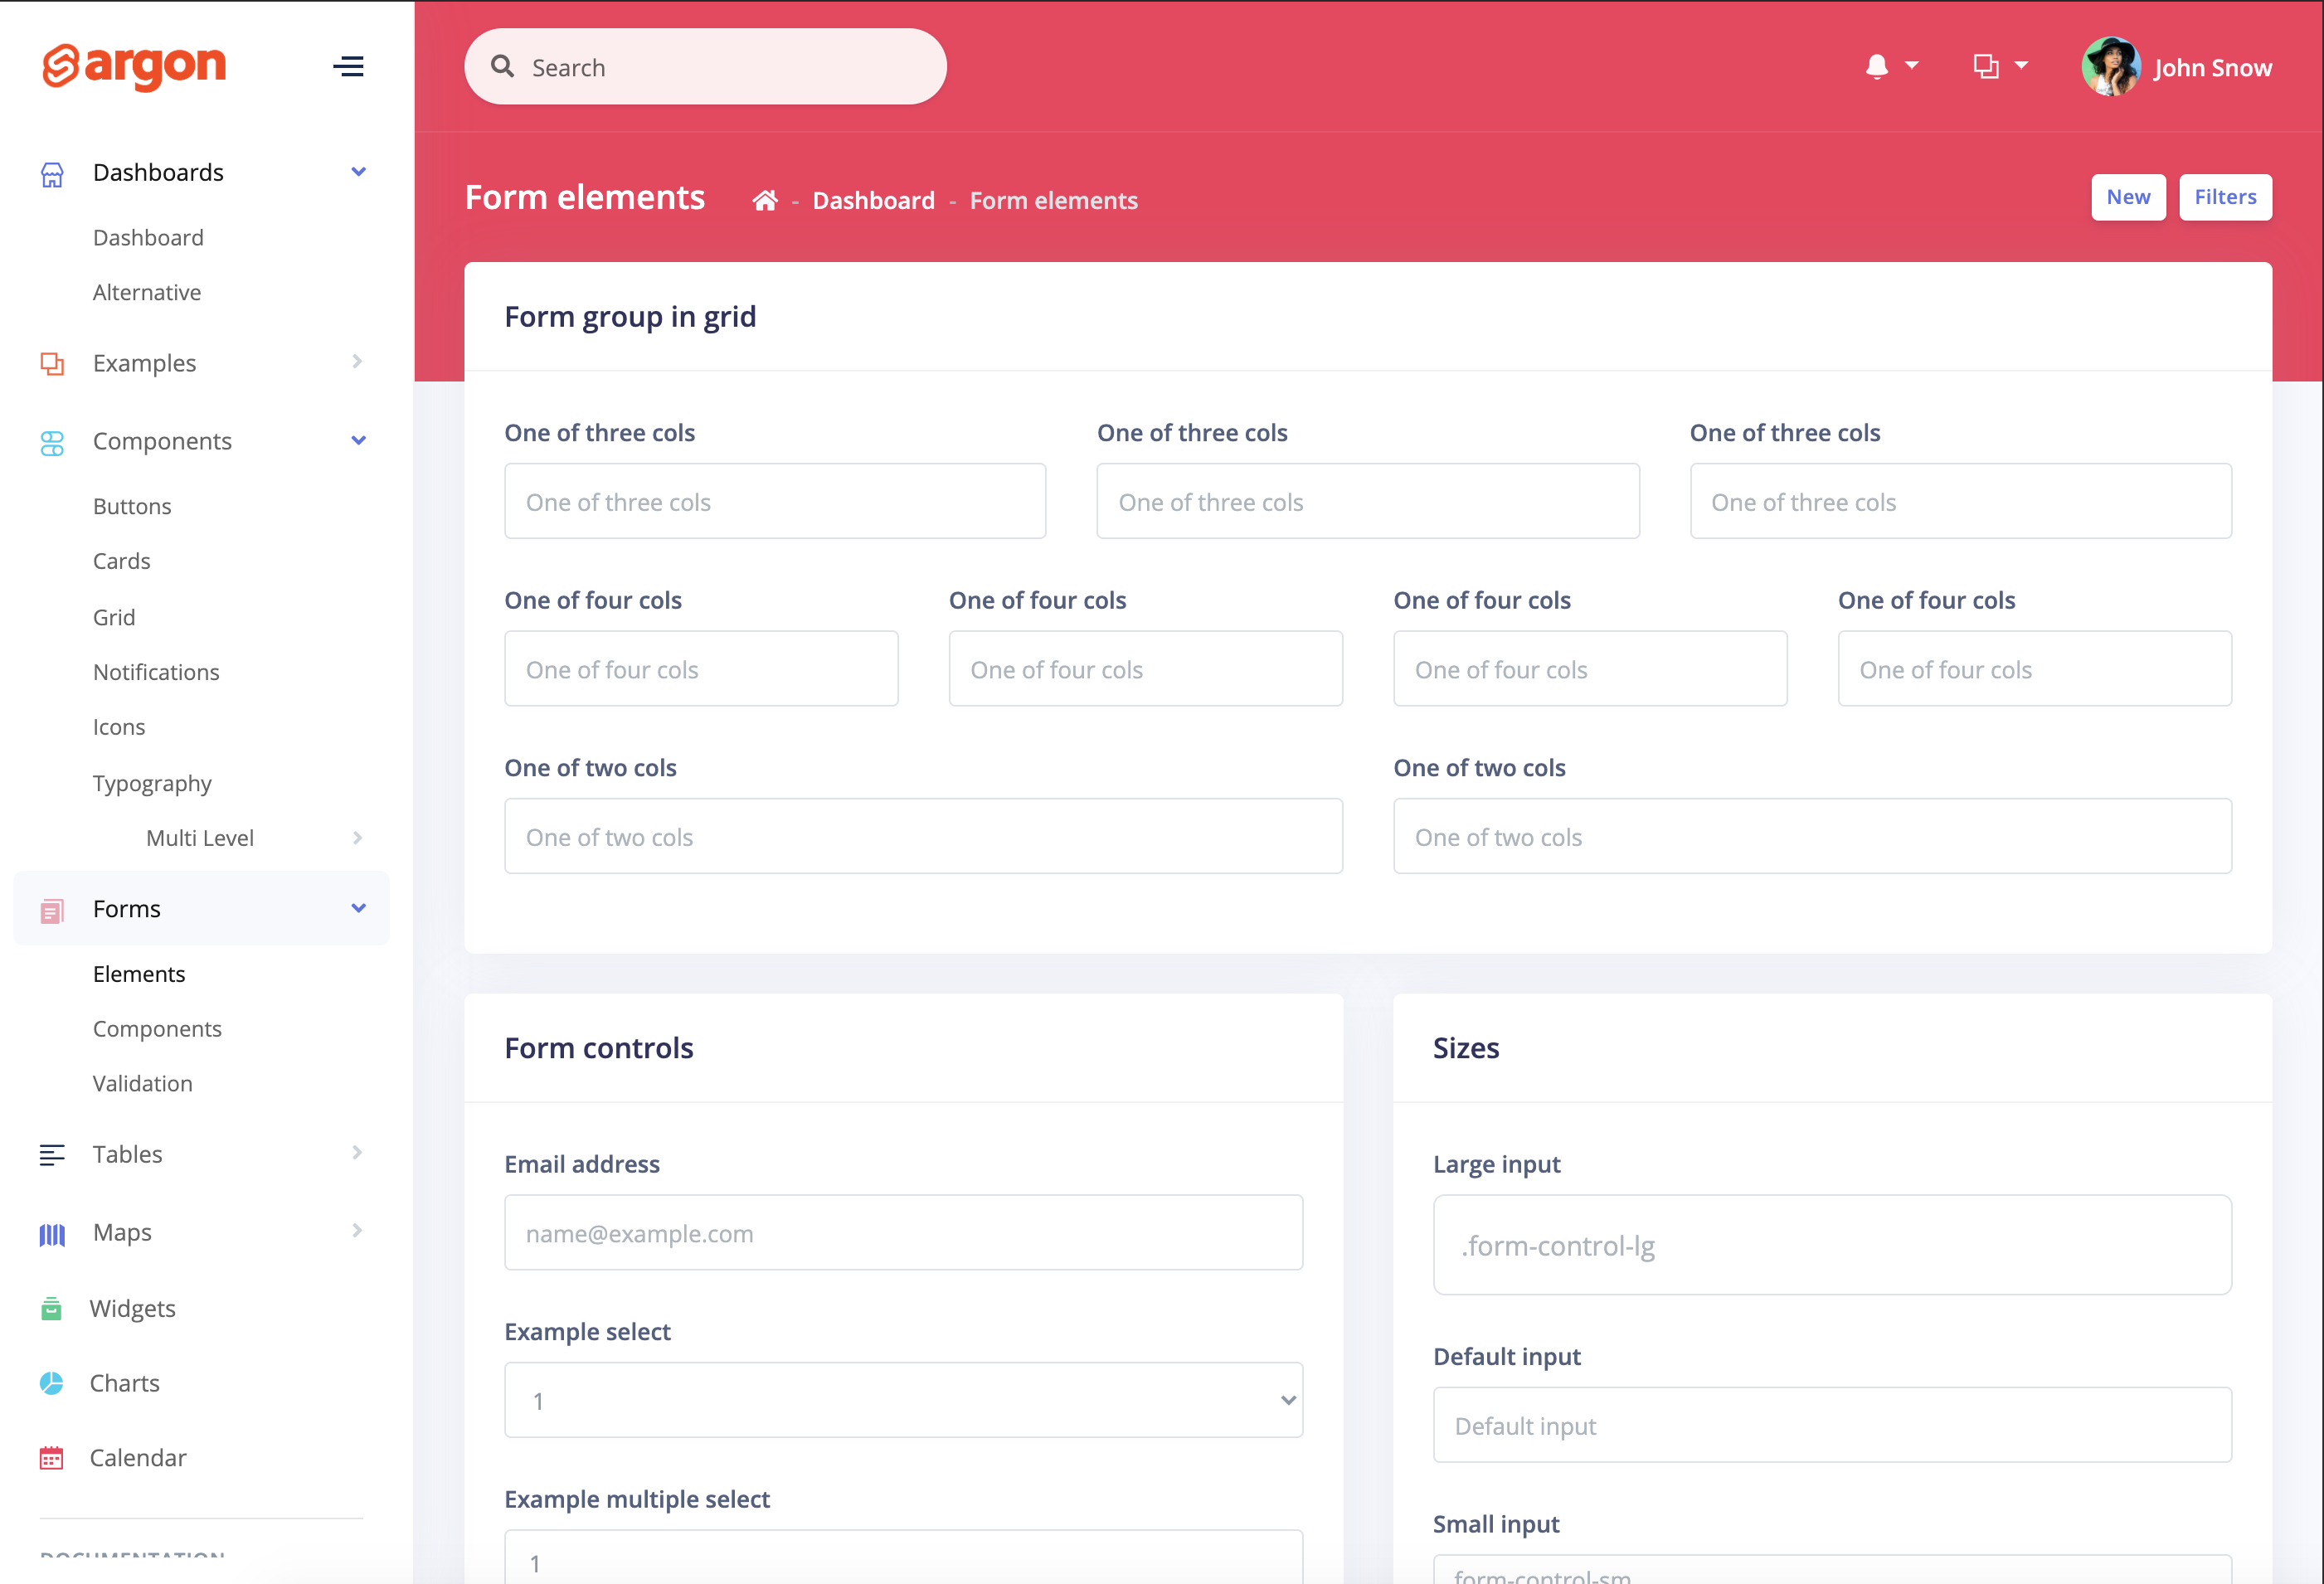 argon
Search
John Snow
Dashboards
Dashboard
Alternative
Examples
Components
Buttons
Cards
Grid
Notifications
Icons
Typography
Multi Level
Forms
Elements
Components
Validation
Tables
Maps
Widgets
Charts
Calendar
DOCUMENTATION
Form elements - Dashboard - Form elements
New Filters
Form group in grid
One of three cols One of three cols One of three cols
One of three cols One of three cols One of three cols
One of four cols One of four cols One of four cols One of four cols
One of four cols One of four cols One of four cols One of four cols
One of two cols One of two cols
One of two cols One of two cols
Form controls
Email address
name@example.com
Example select
1
Example multiple select
1
Sizes
Large input
.form-control-lg
Default input
Default input
Small input
.form-control-sm